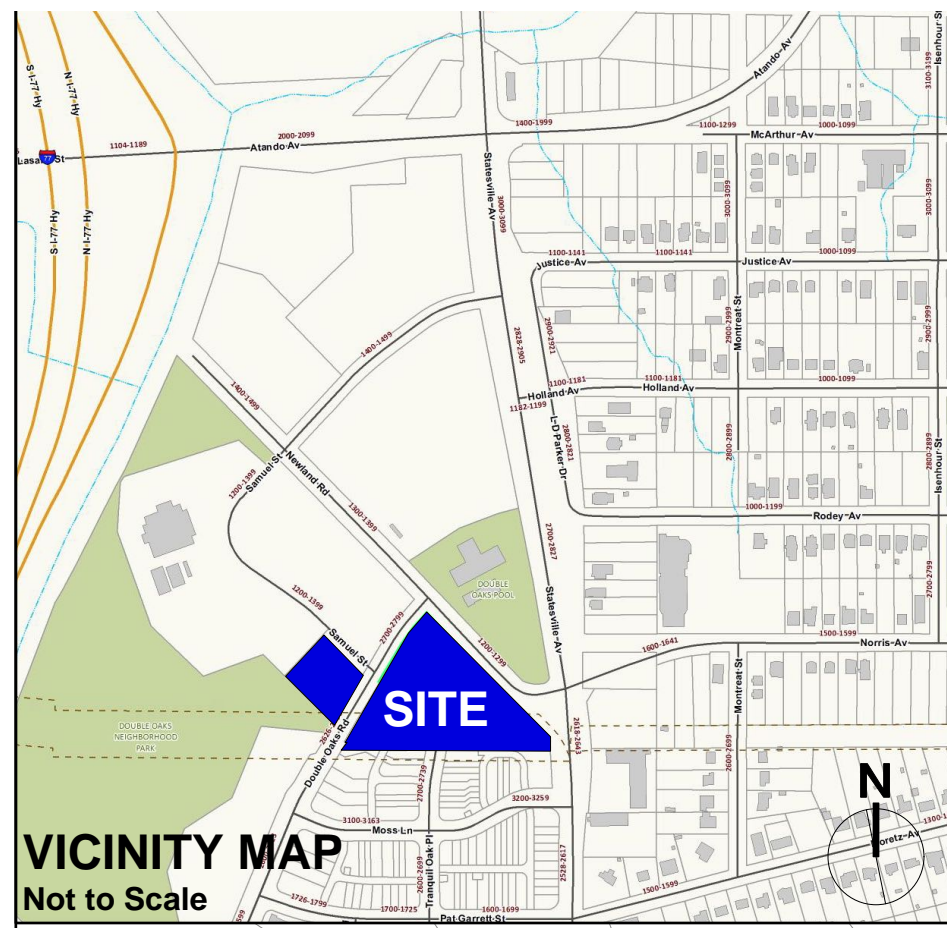 Isenhour St
S-I-77-Hy
N-I-77-Hy
Atando-Av
3100-3199
1400-1999
1100-1299
1000-1099
McArthur-Av
2000-2099
1104-1189
Atando-Av
77
St
Statesville-Av
3000-3099
3000-3099
3000-3099
S-I-77-Hy
N-I-77-Hy
1100-1141
1100-1141
1000-1099
Justice-Av
Justice-Av
Montreat-St
2900-2999
2900-2999
2828-2905
2900-2921
1400-1499
1400-1499
1100-1181
1100-1181
1000-1099
Holland-Av
Holland-Av
1182-1199
L-D-Parker-Dr
2800-2821
2800-2899
2800-2899
Isenhour-St
Newland-Rd
Samuel-St
1200-1399
1300-1399
1000-1199
Rodey-Av
2700-2827
2700-2799
DOUBLE
OAKS POOL
1200-1399
Statesville-Av
2700-2799
Samuel-St
1200-1299
1500-1599
Norris-Av
1600-1641
Montreat-St
SITE
DOUBLE OAKS
NEIGHBORHOOD
PARK
Double-Oaks-Rd
2618-2643
2600-2699
2700-2739
3200-3259
N
3100-3163
Moss-Ln
VICINITY MAP
Not to Scale
Tranquil-Oak-Pl
2600-2699
2528-2617
1500-1599
1726-1799
1700-1725
1600-1699
Pat-Garrett-St